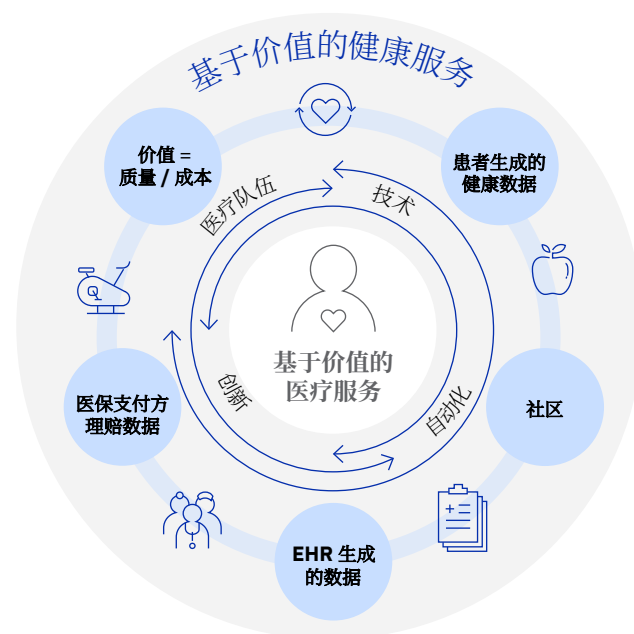 基于价值的健康服务
价值 =
质量 / 成本
患者生成的
健康数据
医疗队伍
技术
基于价值的
医疗服务
创新
自动化
医保支付方
理赔数据
社区
EHR 生成
的数据